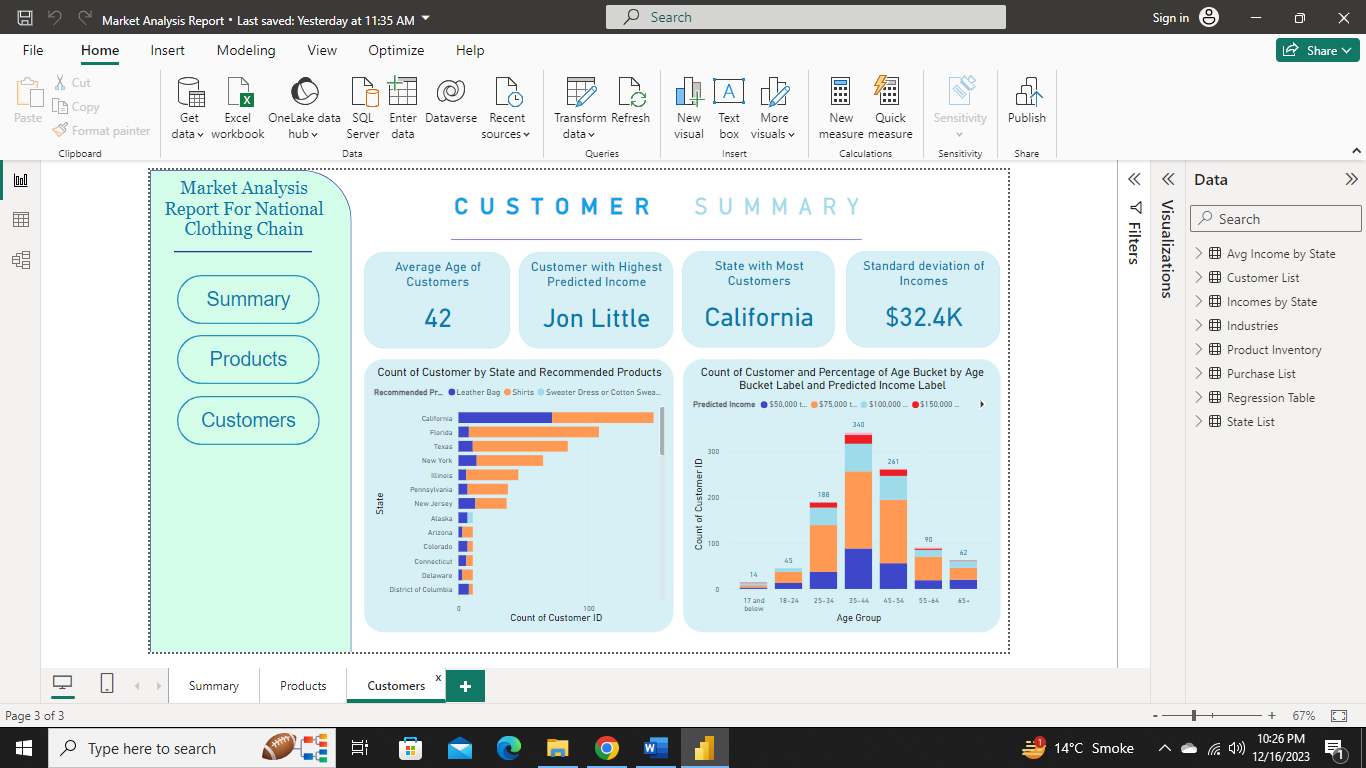 Market Analysis Report • Last saved: Yesterday at 11:35 AM
Search
Sign in
File Home Insert Modeling View Optimize Help
Share
Paste
Cut
Copy
Format painter
Clipboard
Get data
Excel workbook
OneLake data hub
SQL Server
Enter data
Dataverse
Recent sources
Data
Transform data
Refresh
Queries
New visual
Text box
More visuals
Insert
New measure
Quick measure
Calculations
Sensitivity
Sensitivity
Publish
Share
Market Analysis
Report For National
Clothing Chain
Summary
Products
Customers
CUSTOMER SUMMARY
Average Age of
Customers
42
Customer with Highest
Predicted Income
Jon Little
State with Most
Customers
California
Standard deviation of
Incomes
$32.4K
Count of Customer by State and Recommended Products
Recommended Pr... Leather Bag Shirts Sweater Dress or Cotton Swea...
State
California
Florida
Texas
New York
Illinois
Pennsylvania
New Jersey
Alaska
Arizona
Colorado
Connecticut
Delaware
District of Columbia
0 100
Count of Customer ID
Count of Customer and Percentage of Age Bucket by Age
Bucket Label and Predicted Income Label
Predicted Income $50,000 t... $75,000 t... $100,000 ... $150,000 ...
Count of Customer ID
300
200
100
0
14
45
188
340
261
90
62
17 and below
18-24
25-34
35-44
45-54
55-64
65+
Age Group
Filters
Visualizations
Data
Search
Avg Income by State
Customer List
Incomes by State
Industries
Product Inventory
Purchase List
Regression Table
State List
Summary
Products
Customers
x
+
Page 3 of 3
- + 67%
Type here to search
1
14°C Smoke
10:26 PM
12/16/2023
1